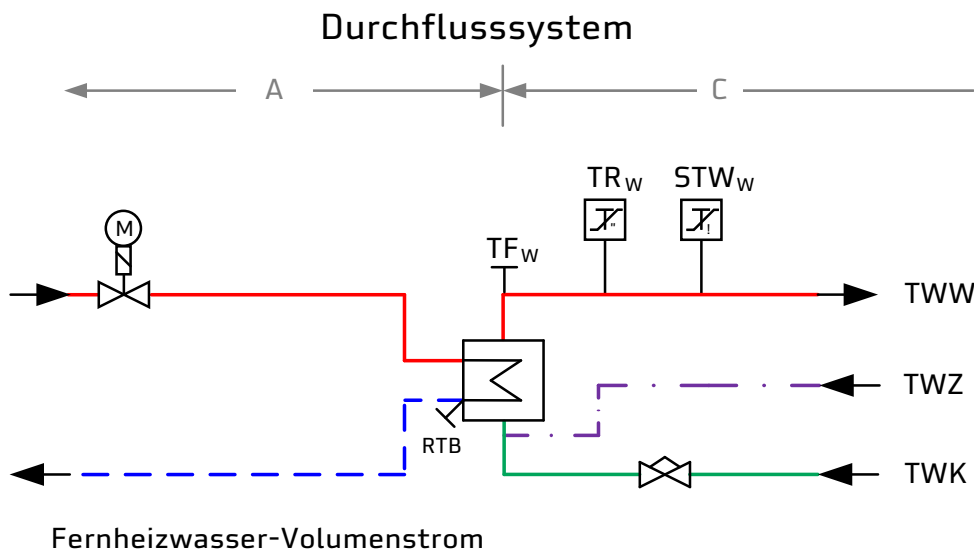 Durchflusssystem
A
C
TRW
STWW
M
T"
T!
TFW
TWW
TWZ
RTB
TWK
Fernheizwasser-Volumenstrom